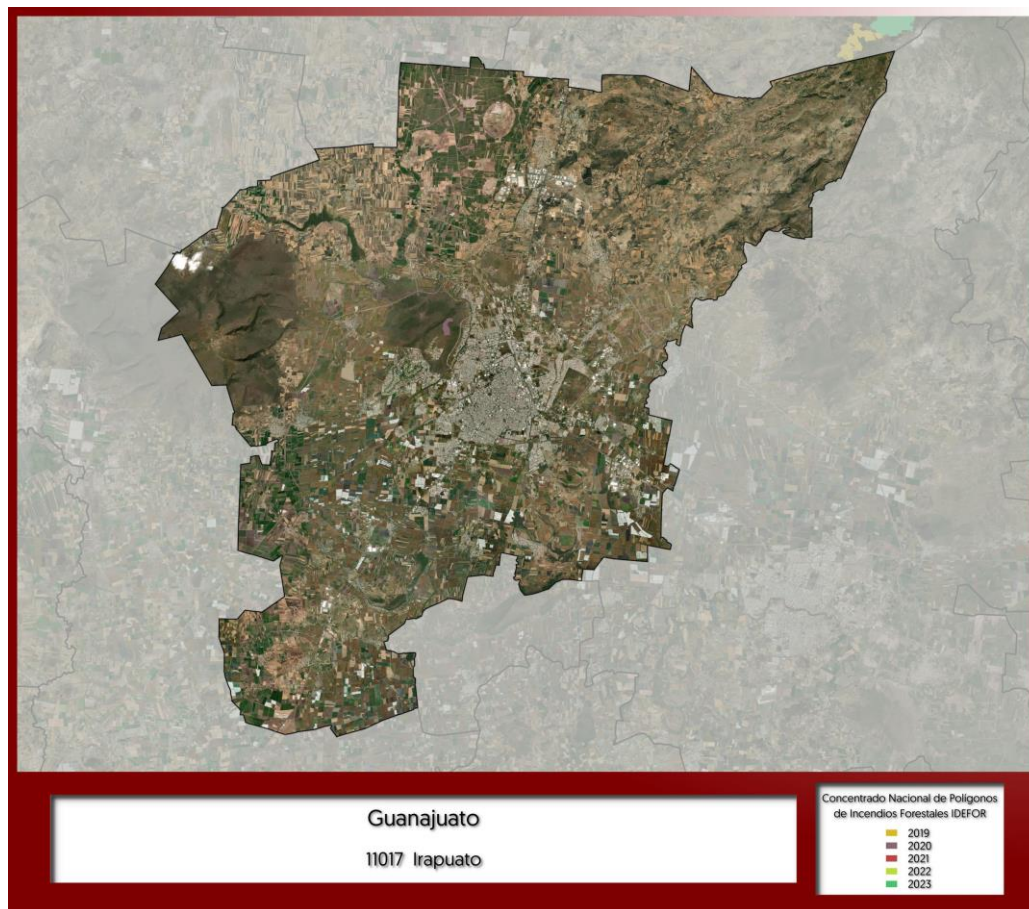 Guanajuato
11017 Irapuato
Concentrado Nacional de Polígonos
de Incendios Forestales IDEFOR
2019
2020
2021
2022
2023